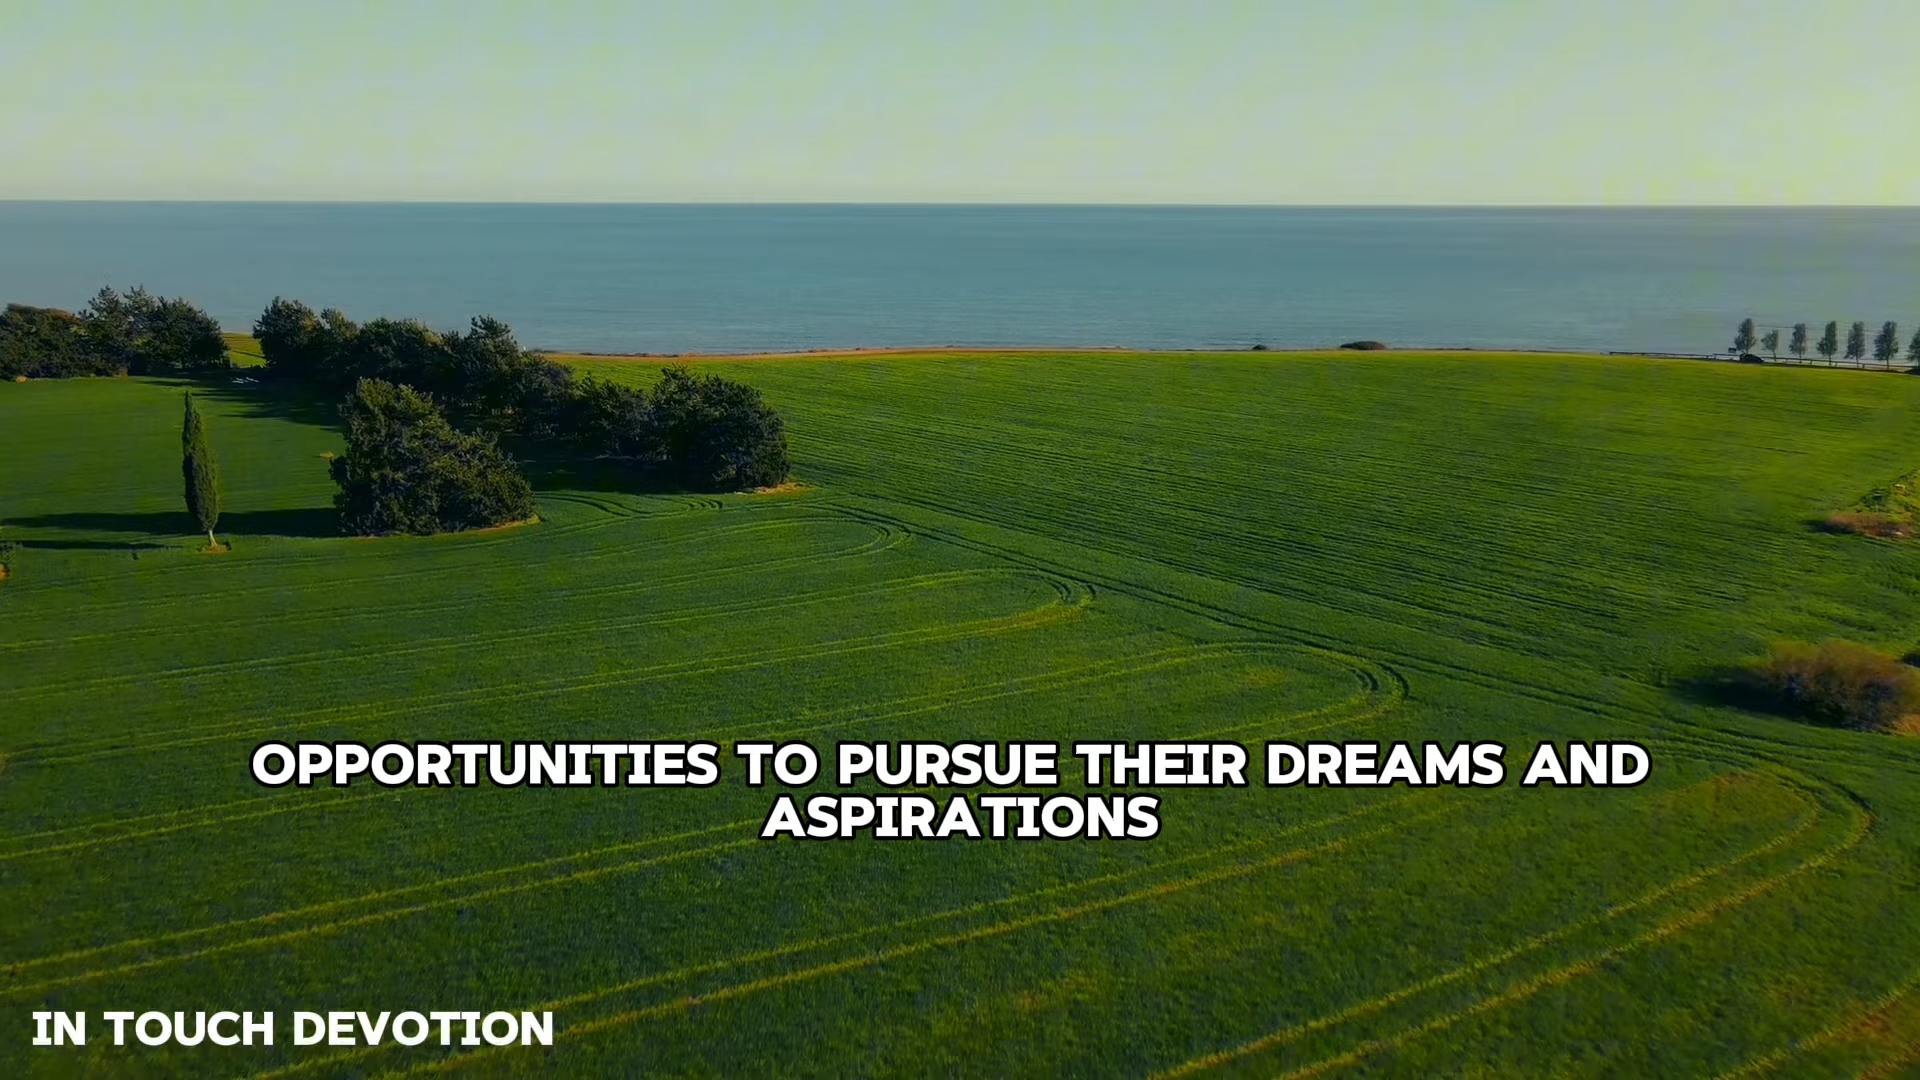 OPPORTUNITIES TO PURSUE THEIR DREAMS AND
ASPIRATIONS
IN TOUCH DEVOTION